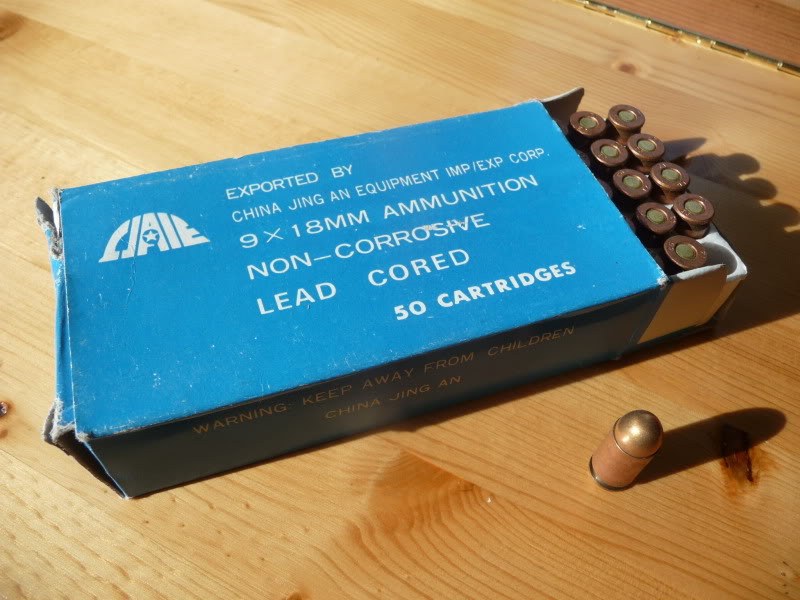 CJAIE
EXPORTED BY
CHINA JING AN EQUIPMENT IMP/EXP CORP.
9×18MM AMMUNITION
NON-CORROSIVE
LEAD CORED
50 CARTRIDGES
WARNING: KEEP AWAY FROM CHILDREN
CHINA JING AN